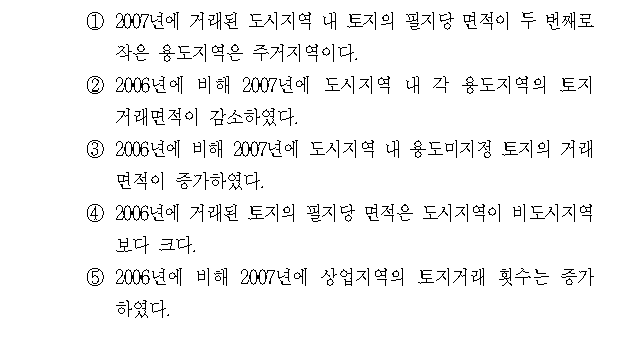 ① 2007년에 거래된 도시지역 내 토지의 필지당 면적이 두 번째로
작은 용도지역은 주거지역이다.
② 2006년에 비해 2007년에 도시지역 내 각 용도지역의 토지
거래면적이 감소하였다.
③ 2006년에 비해 2007년에 도시지역 내 용도미지정 토지의 거래
면적이 증가하였다.
④ 2006년에 거래된 토지의 필지당 면적은 도시지역이 비도시지역
보다 크다.
⑤ 2006년에 비해 2007년에 상업지역의 토지거래 횟수는 증가
하였다.